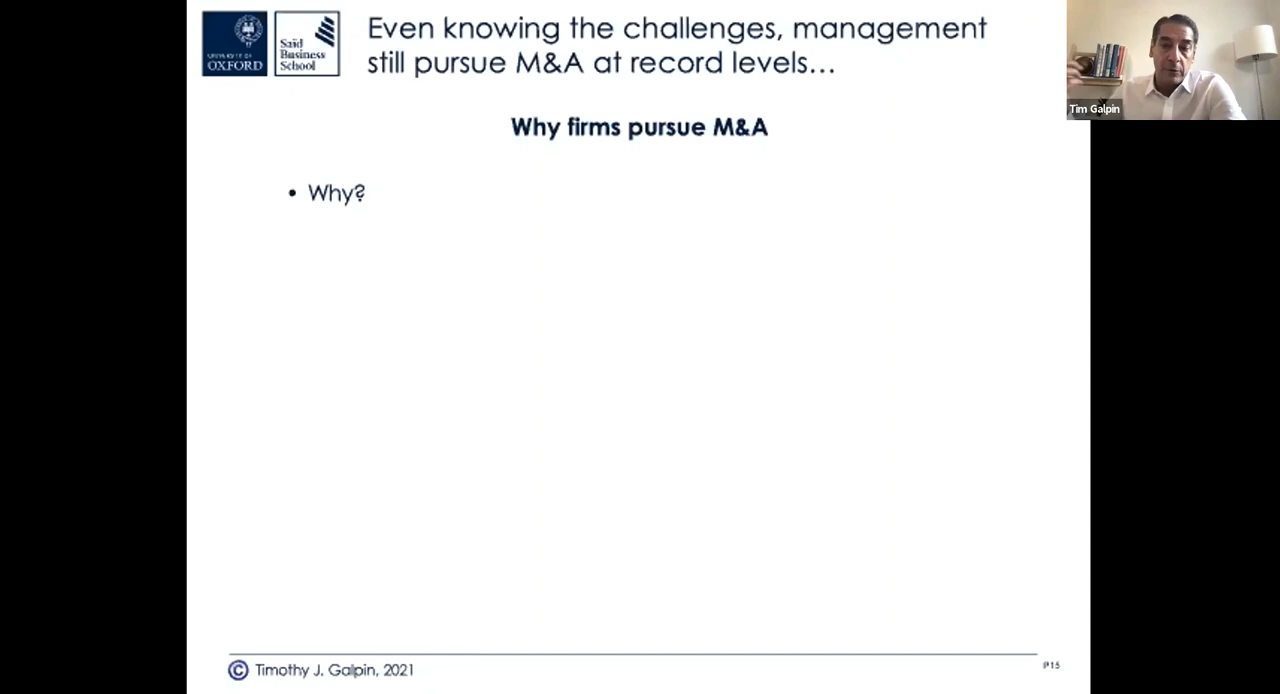 UNIVERSITY OF
OXFORD
Saïd
Business
School
Even knowing the challenges, management
still pursue M&A at record levels...
Tim Galpin
Why firms pursue M&A
• Why?
© Timothy J. Galpin, 2021
P15